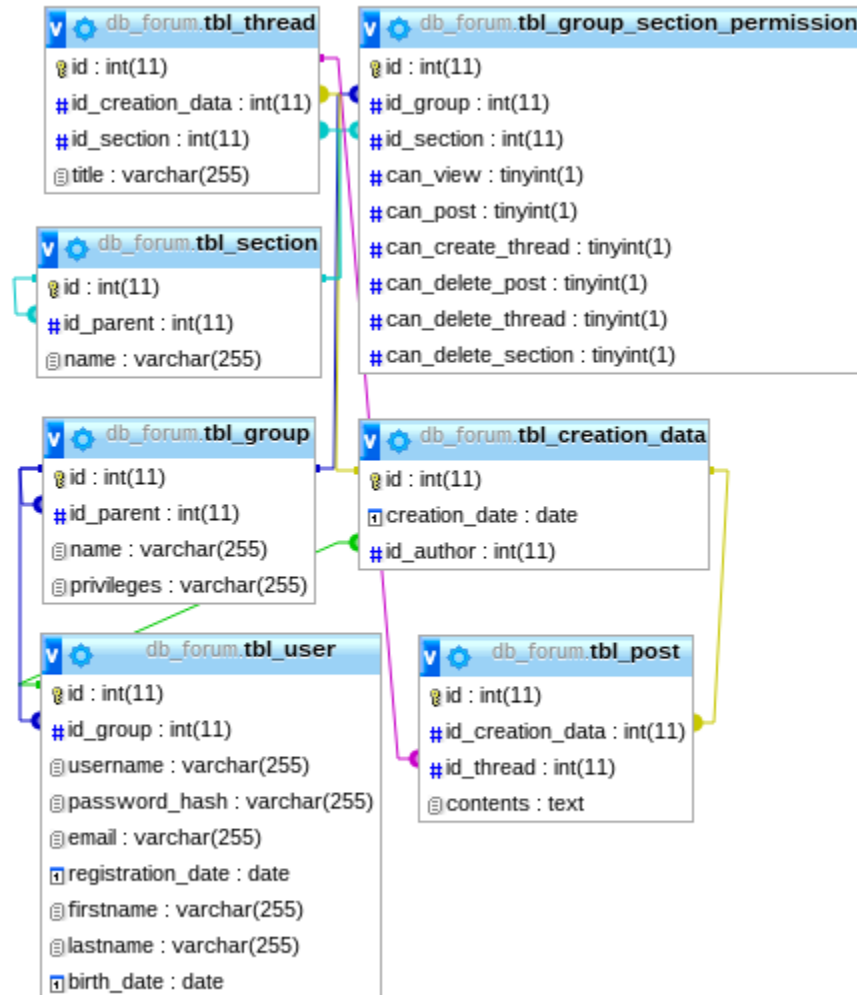 db_forum.tbl_thread
id : int(11)
id_creation_data : int(11)
id_section : int(11)
title : varchar(255)
db_forum.tbl_group_section_permission
id : int(11)
id_group : int(11)
id_section : int(11)
can_view : tinyint(1)
can_post : tinyint(1)
can_create_thread : tinyint(1)
can_delete_post : tinyint(1)
can_delete_thread : tinyint(1)
can_delete_section : tinyint(1)
db_forum.tbl_section
id : int(11)
id_parent : int(11)
name : varchar(255)
db_forum.tbl_group
id : int(11)
id_parent : int(11)
name : varchar(255)
privileges : varchar(255)
db_forum.tbl_creation_data
id : int(11)
creation_date : date
id_author : int(11)
db_forum.tbl_user
id : int(11)
id_group : int(11)
username : varchar(255)
password_hash : varchar(255)
email : varchar(255)
registration_date : date
firstname : varchar(255)
lastname : varchar(255)
birth_date : date
db_forum.tbl_post
id : int(11)
id_creation_data : int(11)
id_thread : int(11)
contents : text